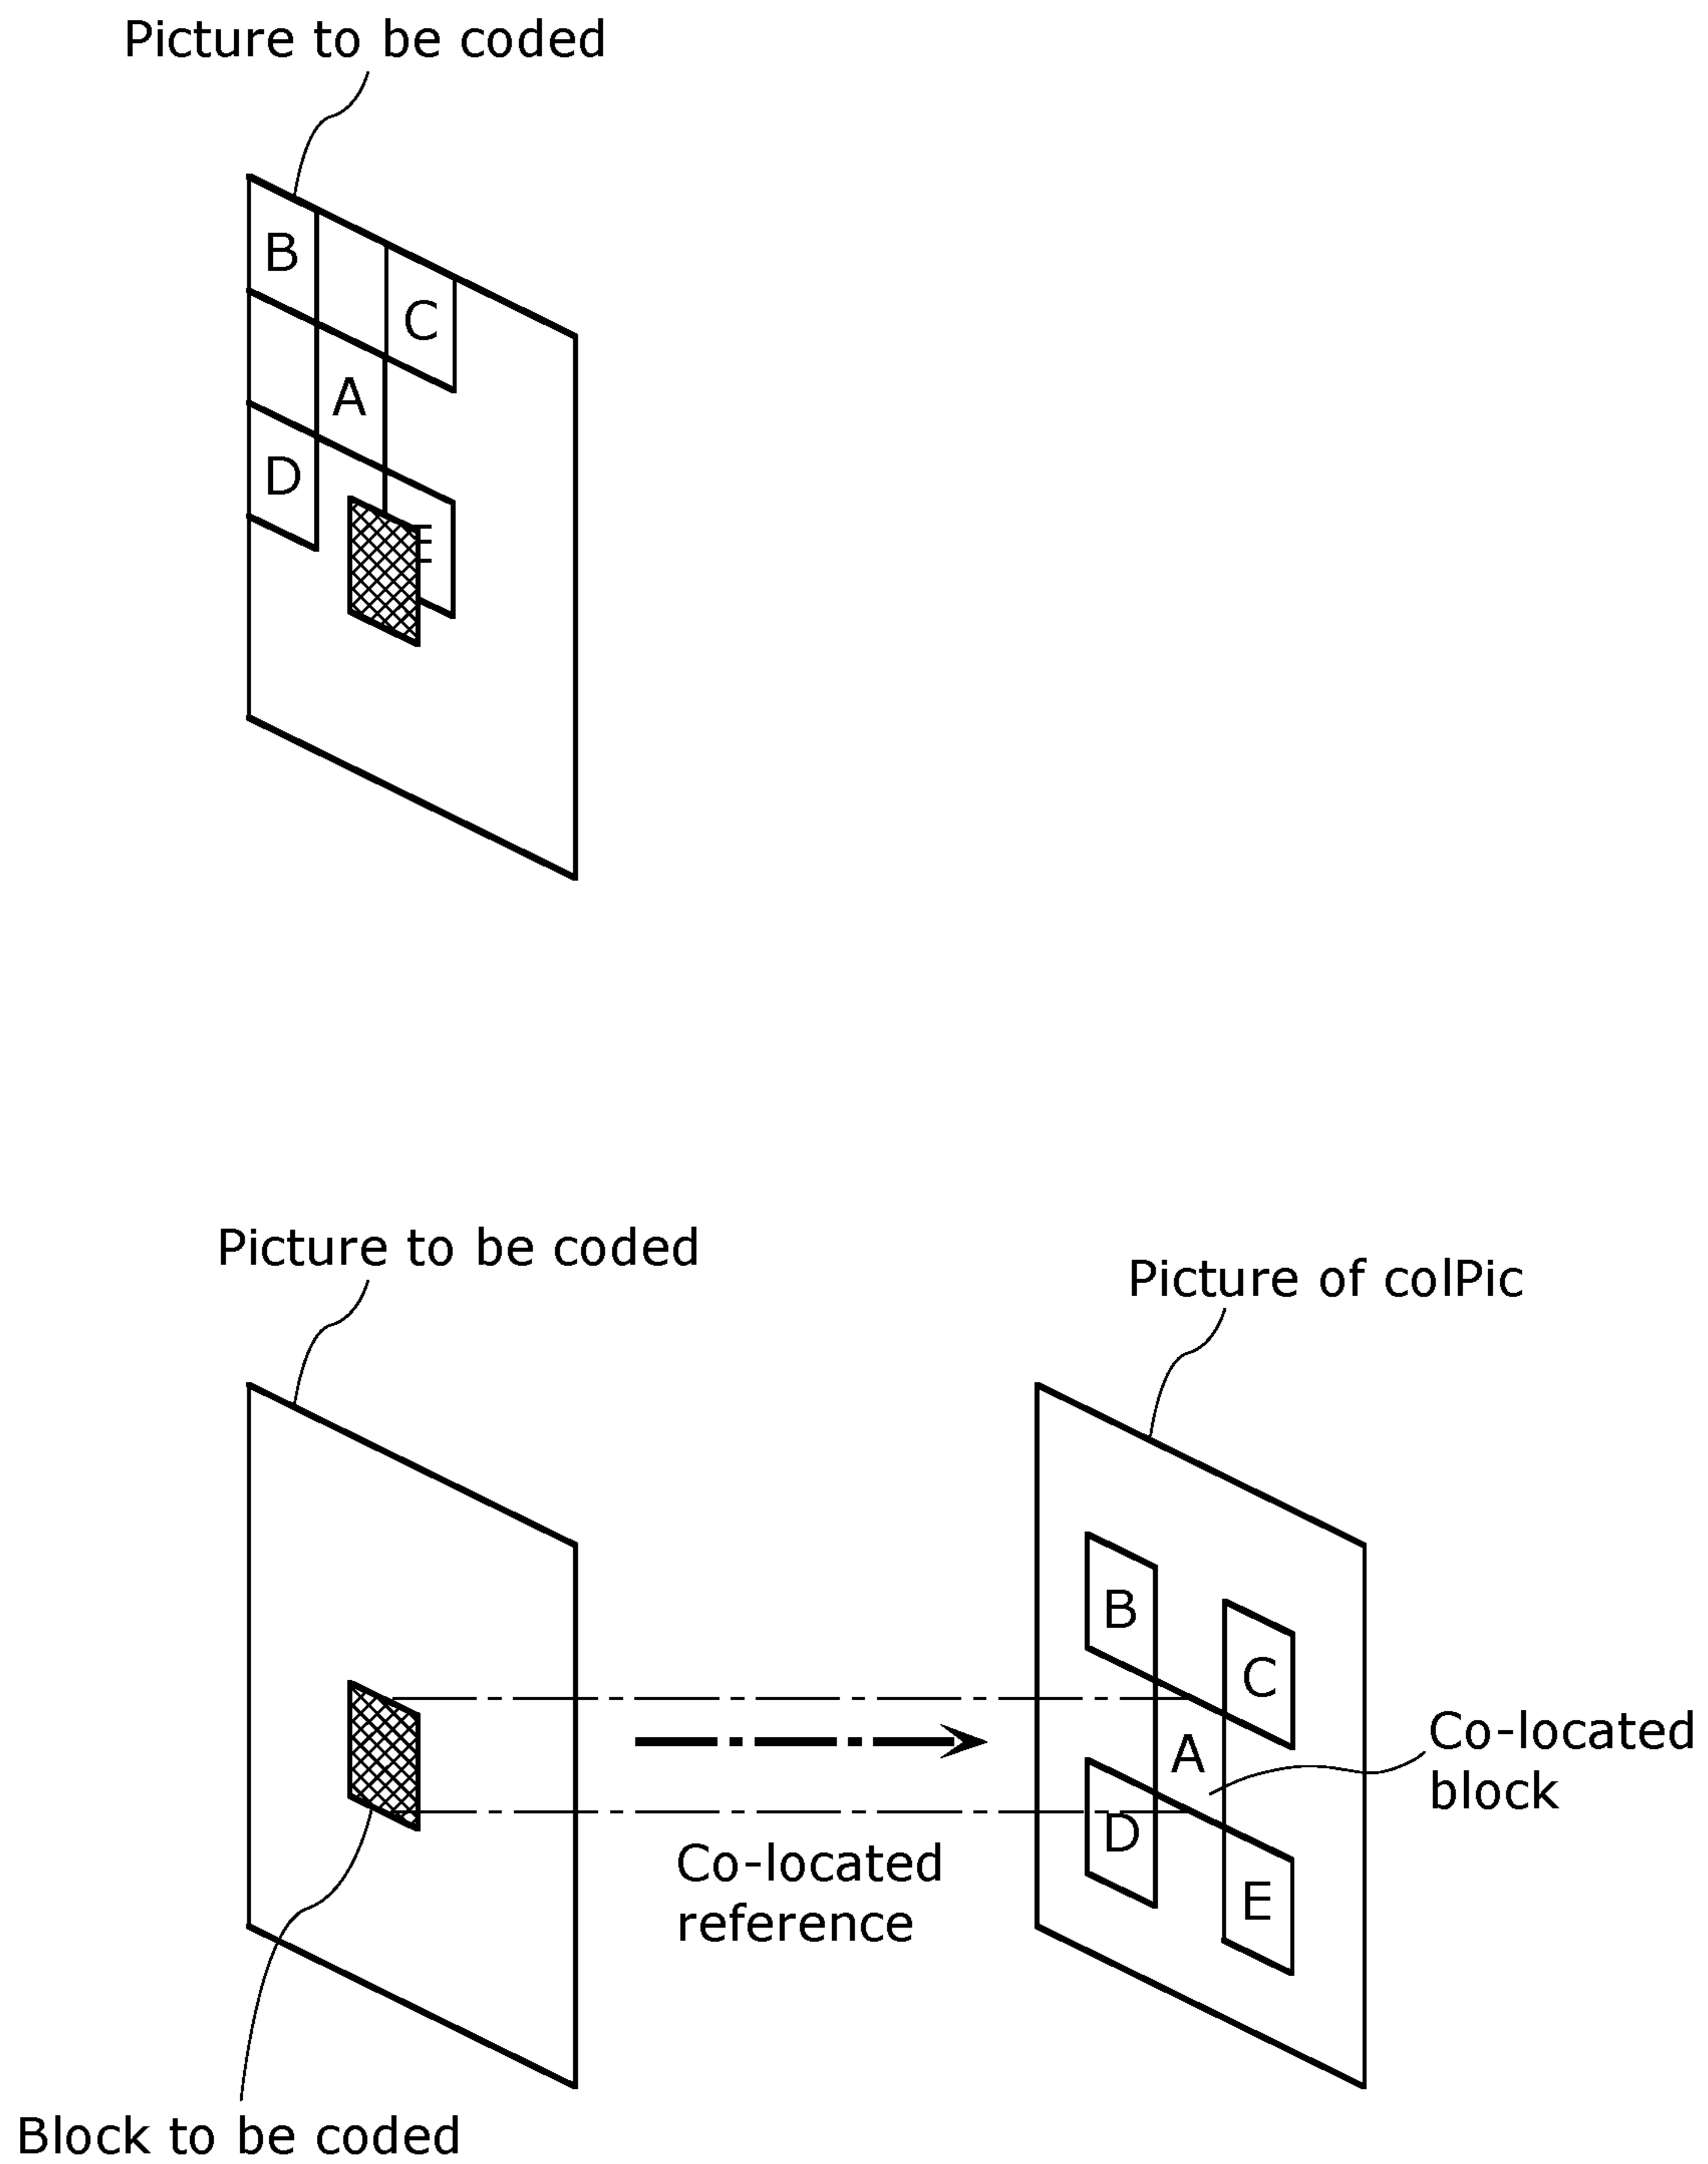 Picture to be coded
B
C
A
D
E
Picture to be coded
Picture of colPic
B
C
A
Co-located
block
D
Co-located
reference
E
Block to be coded